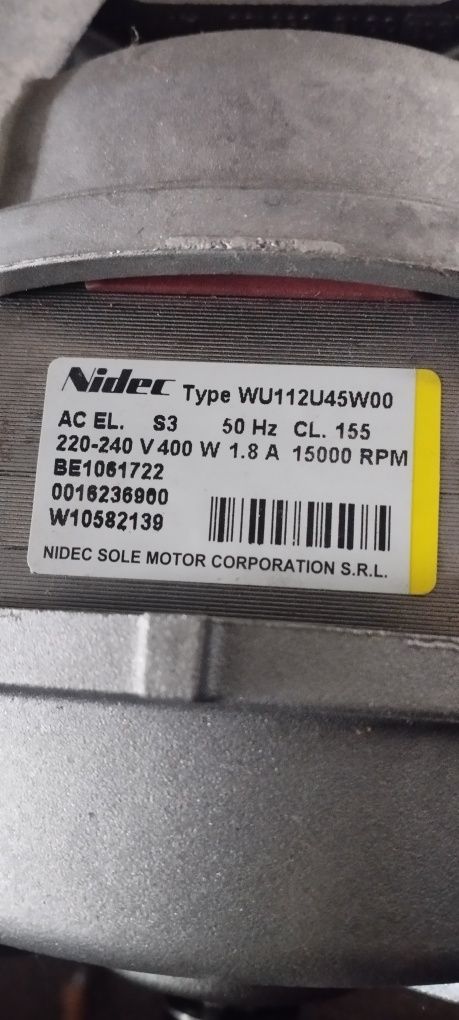 Nidec Type WU112U45W00
AC EL. S3 50 Hz CL. 155
220-240 V 400 W 1.8 A 15000 RPM
BE1061722
0016236900
W10582139
NIDEC SOLE MOTOR CORPORATION S.R.L.